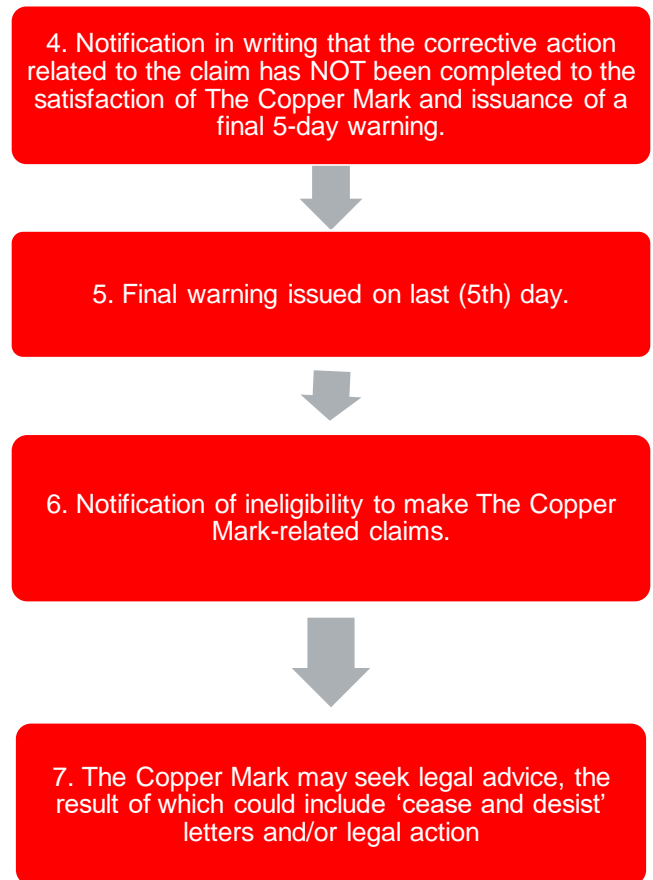 4. Notification in writing that the corrective action
related to the claim has NOT been completed to the
satisfaction of The Copper Mark and issuance of a
final 5-day warning.
5. Final warning issued on last (5th) day.
6. Notification of ineligibility to make The Copper
Mark-related claims.
7. The Copper Mark may seek legal advice, the
result of which could include ‘cease and desist’
letters and/or legal action